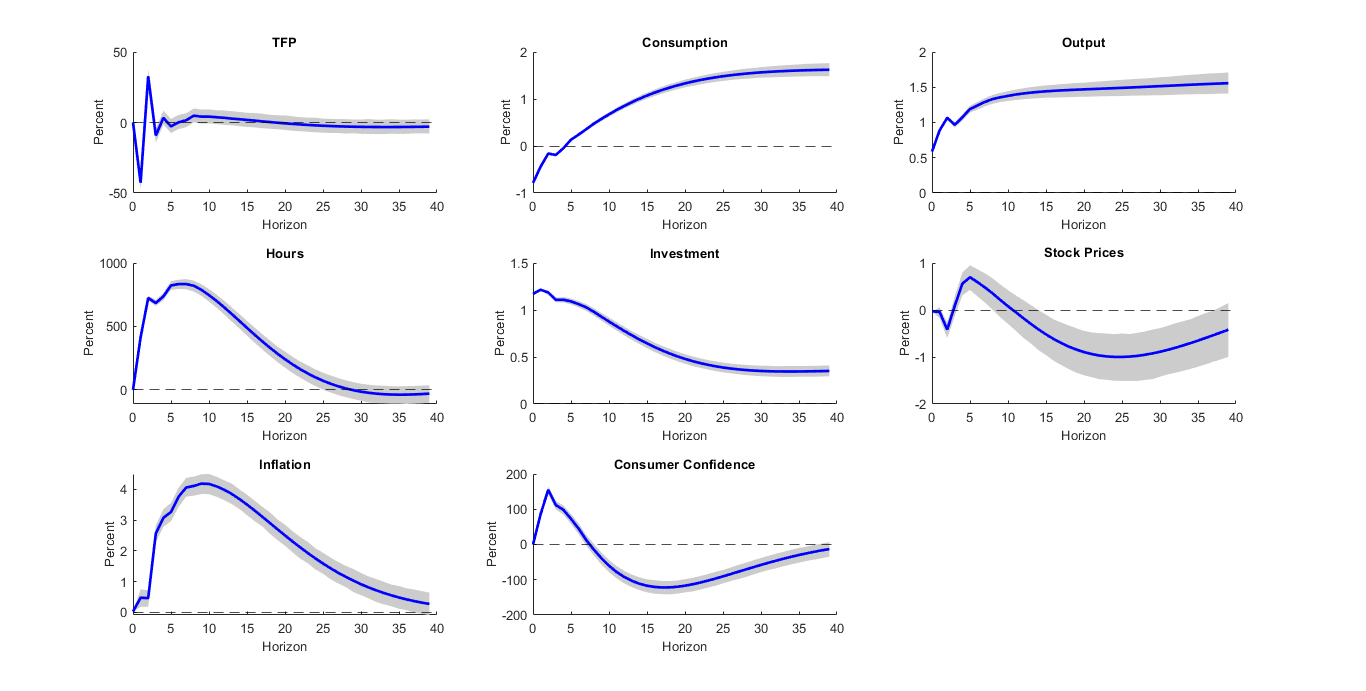 TFP
50
0
-50
Percent
0 5 10 15 20 25 30 35 40
Horizon
Consumption
2
1
0
-1
Percent
0 5 10 15 20 25 30 35 40
Horizon
Output
2
1.5
1
0.5
0
Percent
0 5 10 15 20 25 30 35 40
Horizon
Hours
1000
500
0
Percent
0 5 10 15 20 25 30 35 40
Horizon
Investment
1.5
1
0.5
0
Percent
0 5 10 15 20 25 30 35 40
Horizon
Stock Prices
1
0
-1
-2
Percent
0 5 10 15 20 25 30 35 40
Horizon
Inflation
4
3
2
1
0
Percent
0 5 10 15 20 25 30 35 40
Horizon
Consumer Confidence
200
100
0
-100
-200
Percent
0 5 10 15 20 25 30 35 40
Horizon